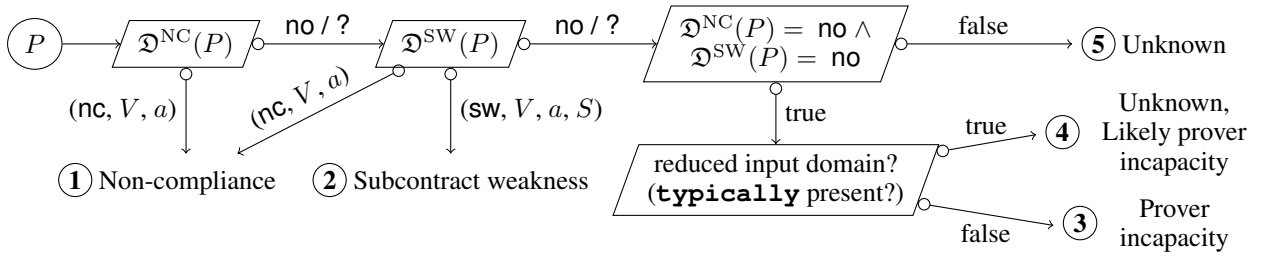 P
𝔇^NC(P)
no / ?
𝔇^SW(P)
no / ?
𝔇^NC(P) = no ∧
𝔇^SW(P) = no
false
5 Unknown
(nc, V, a)
(nc, V, a)
(sw, V, a, S)
true
1 Non-compliance
2 Subcontract weakness
reduced input domain?
(typically present?)
true
4
Unknown,
Likely prover
incapacity
false
3
Prover
incapacity